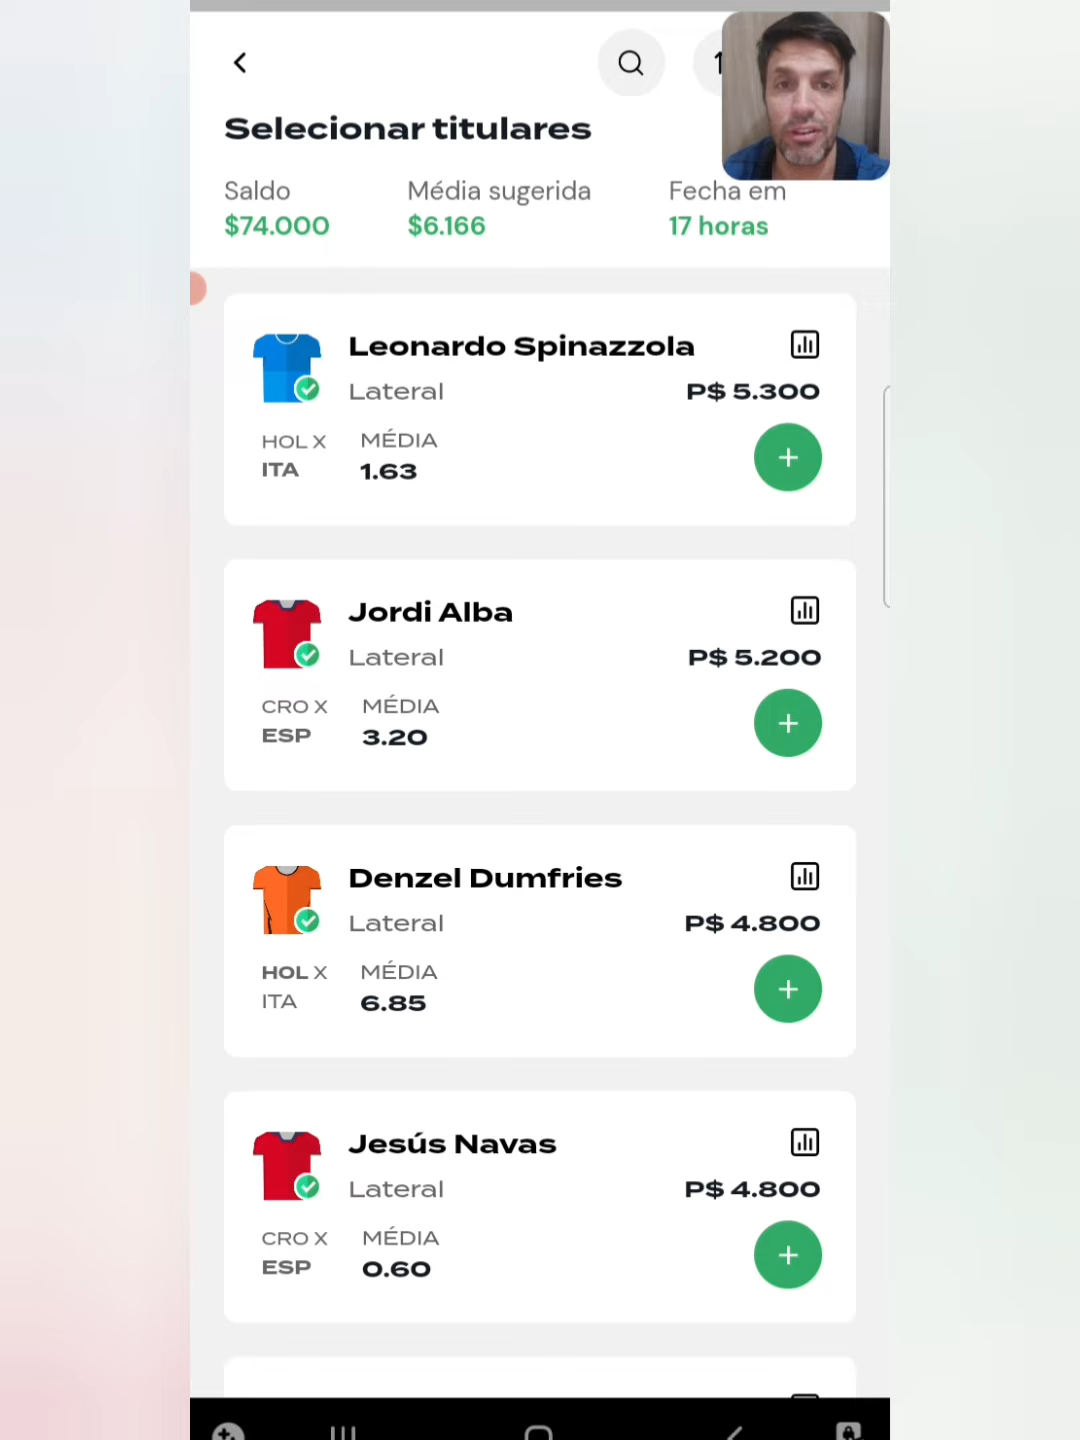 Selecionar titulares
Saldo Média sugerida Fecha em
$74.000 $6.166 17 horas
Leonardo Spinazzola
Lateral P$ 5.300
HOL X MÉDIA
ITA 1.63
Jordi Alba
Lateral P$ 5.200
CRO X MÉDIA
ESP 3.20
Denzel Dumfries
Lateral P$ 4.800
HOL X MÉDIA
ITA 6.85
Jesús Navas
Lateral P$ 4.800
CRO X MÉDIA
ESP 0.60